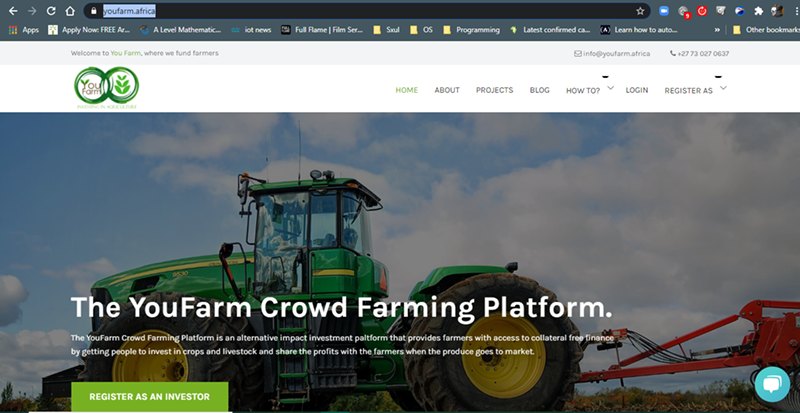 youfarm.africa
Apps Apply Now: FREE Ar... A Level Mathematic... iot news Full Flame | Film Ser... Sxul OS Programming Latest confirmed ca... Learn how to auto... » Other bookmarks
Welcome to You Farm, where we fund farmers info@youfarm.africa +27 73 027 0637
You Farm
HOME ABOUT PROJECTS BLOG HOW TO? LOGIN REGISTER AS
9530
The YouFarm Crowd Farming Platform.
The YouFarm Crowd Farming Platform is an alternative impact investment paltform that provides farmers with access to collateral free finance
by getting people to invest in crops and livestock and share the profits with the farmers when the produce goes to market.
REGISTER AS AN INVESTOR